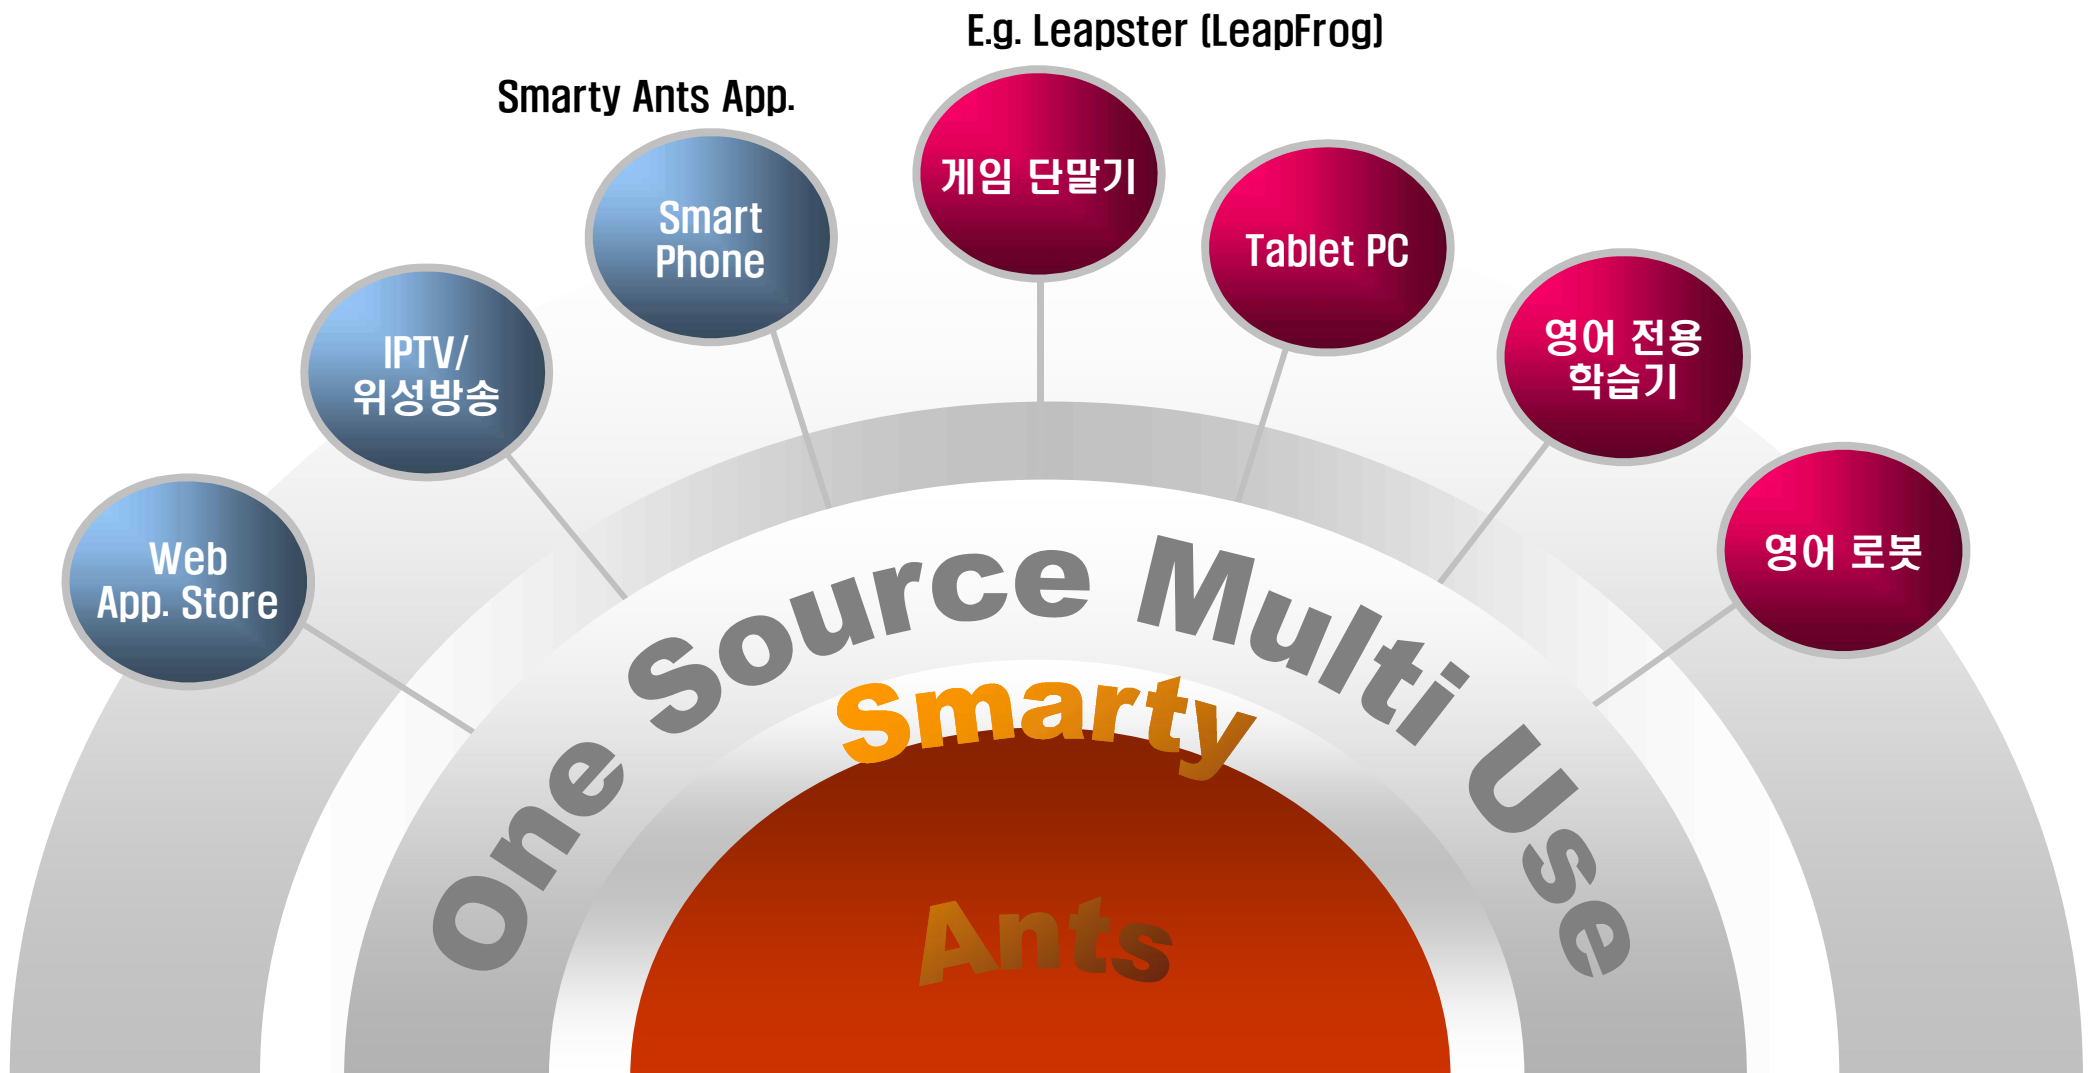 E.g. Leapster (LeapFrog)
Smarty Ants App.
게임 단말기
Smart
Phone
Tablet PC
IPTV/
위성방송
영어 전용
학습기
Web
App. Store
영어 로봇
One Source Multi Use
Smarty
Ants